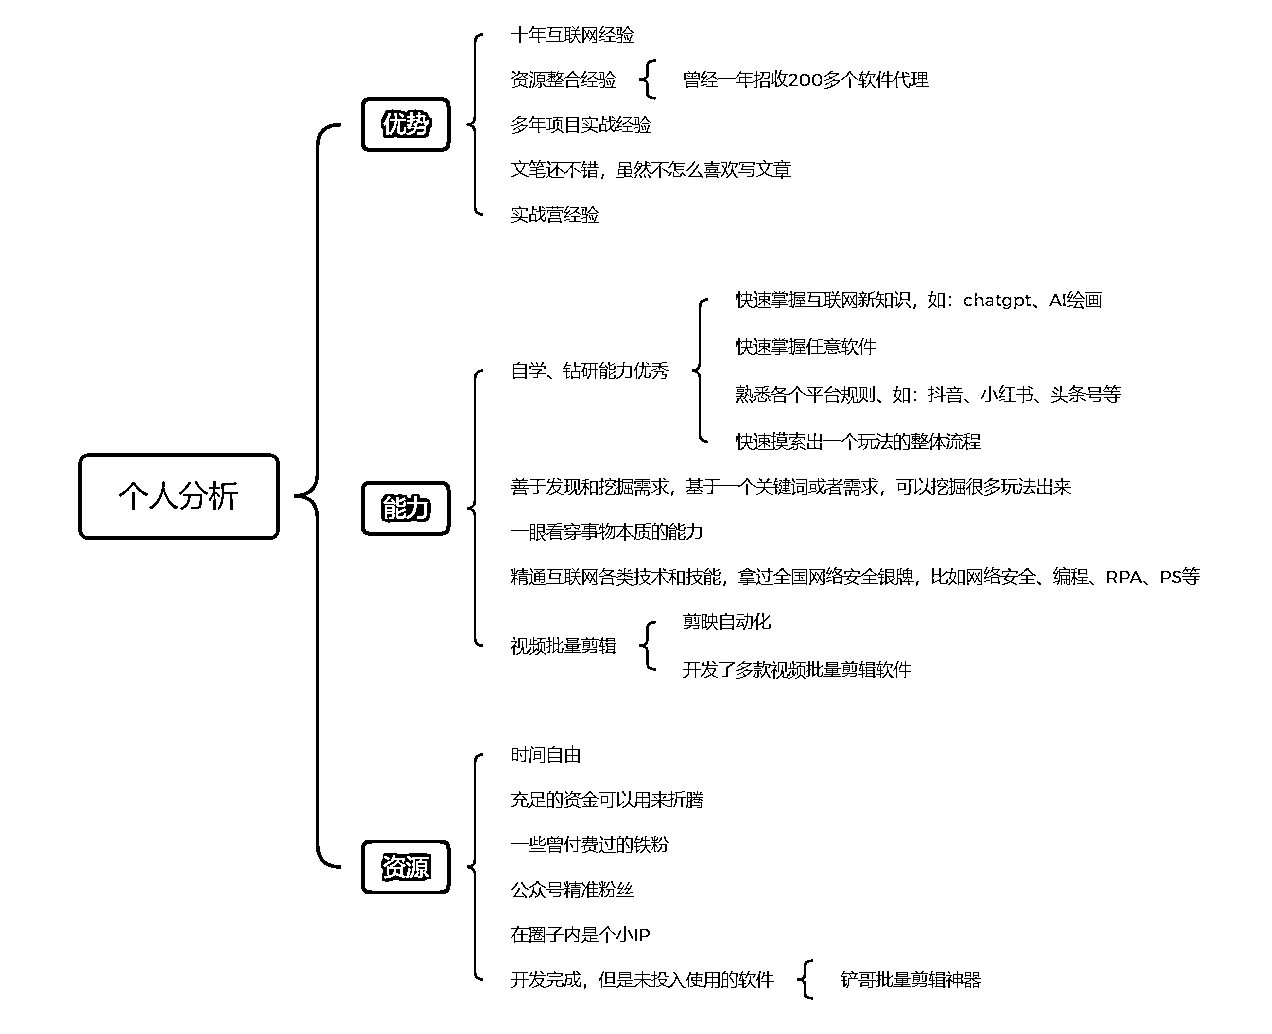 个人分析
优势
十年互联网经验
资源整合经验
曾经一年招收200多个软件代理
多年项目实战经验
文笔还不错，虽然不怎么喜欢写文章
实战营经验
能力
自学、钻研能力优秀
快速掌握互联网新知识，如：chatgpt、AI绘画
快速掌握任意软件
熟悉各个平台规则、如：抖音、小红书、头条号等
快速摸索出一个玩法的整体流程
善于发现和挖掘需求，基于一个关键词或者需求，可以挖掘很多玩法出来
一眼看穿事物本质的能力
精通互联网各类技术和技能，拿过全国网络安全银牌，比如网络安全、编程、RPA、PS等
视频批量剪辑
剪映自动化
开发了多款视频批量剪辑软件
资源
时间自由
充足的资金可以用来折腾
一些曾付费过的铁粉
公众号精准粉丝
在圈子内是个小IP
开发完成，但是未投入使用的软件
铲哥批量剪辑神器